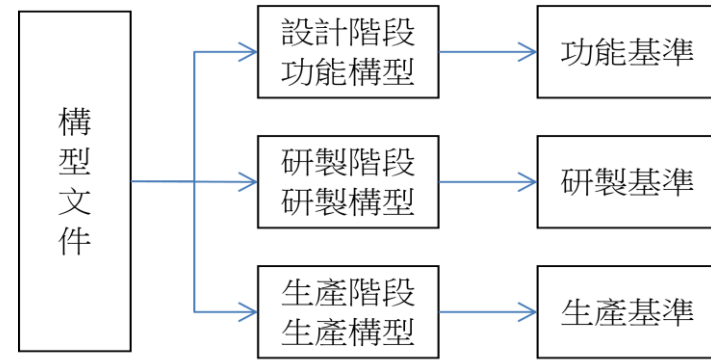 構型文件
設計階段
功能構型
功能基準
研製階段
研製構型
研製基準
生產階段
生產構型
生產基準